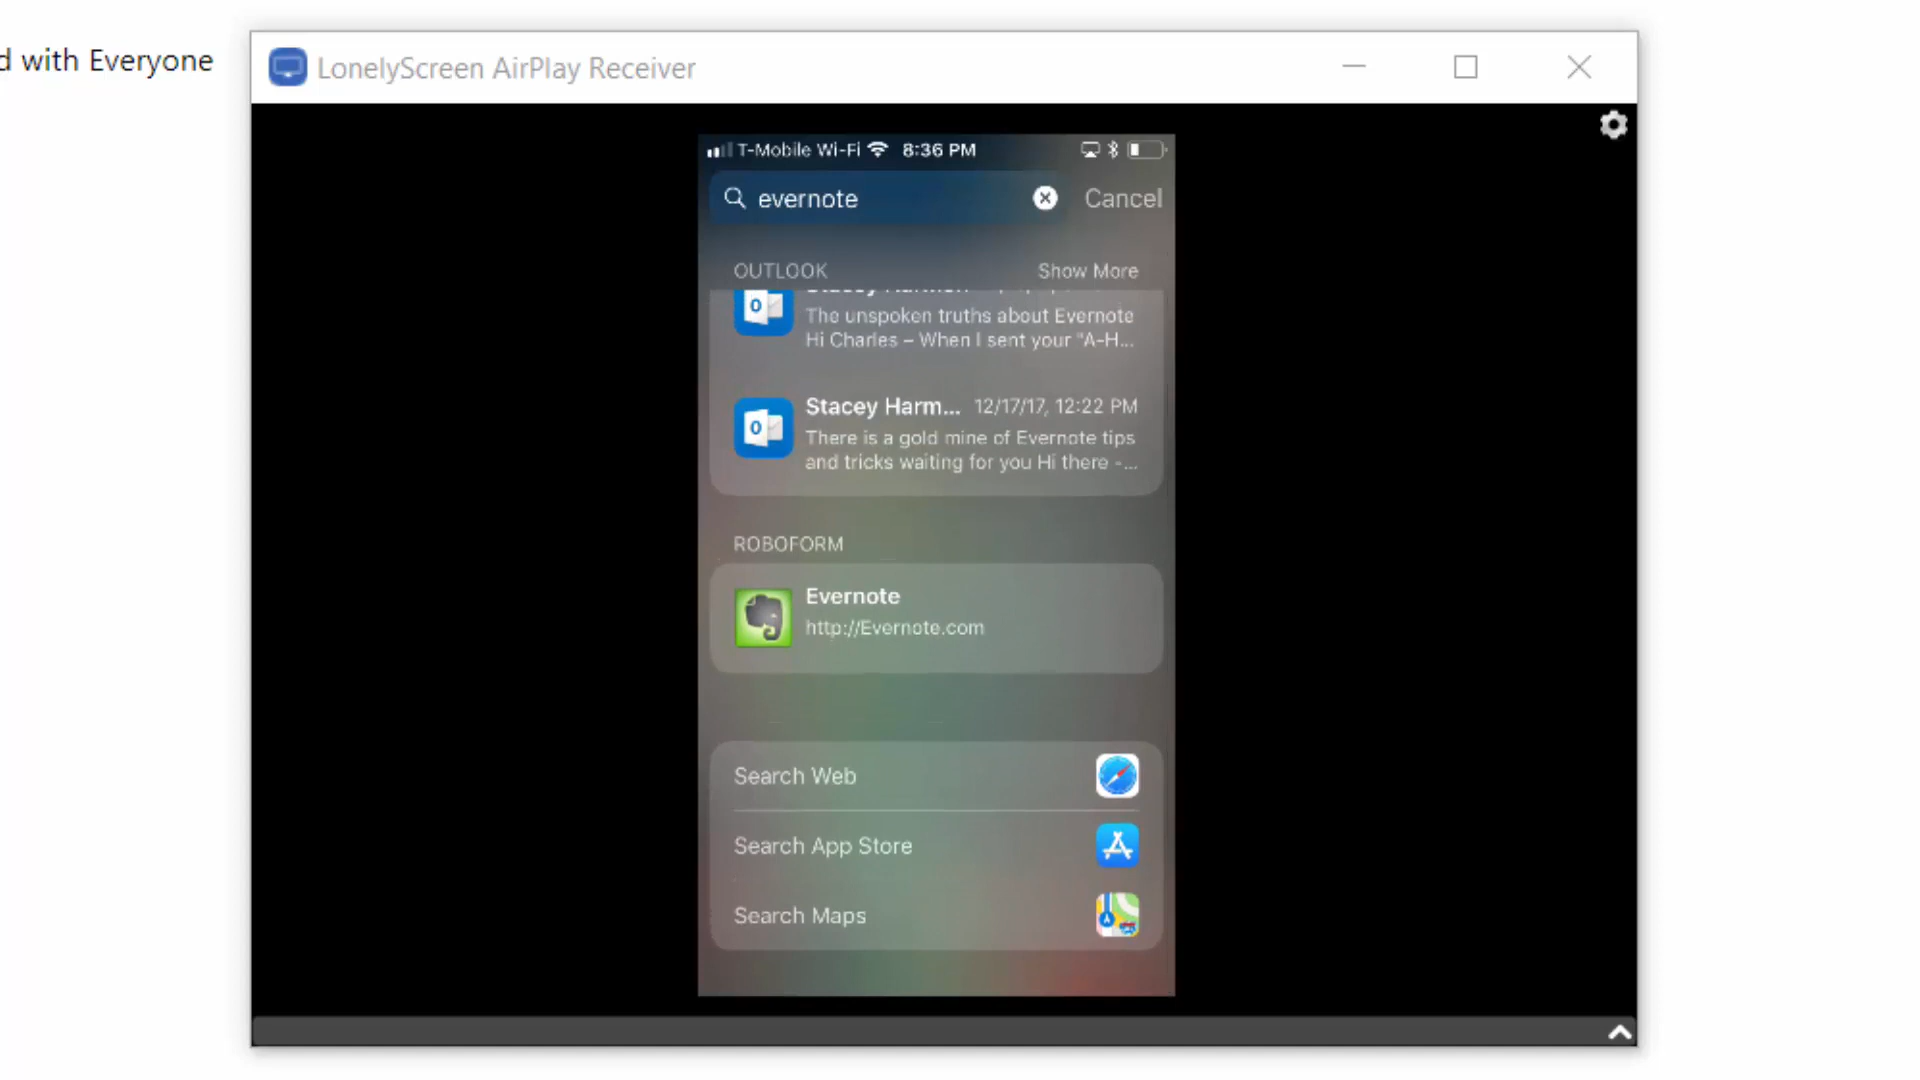 d with Everyone
LonelyScreen AirPlay Receiver
T-Mobile Wi-Fi 8:36 PM
evernote
Cancel
OUTLOOK Show More
The unspoken truths about Evernote
Hi Charles – When I sent your "A-H...
Stacey Harm... 12/17/17, 12:22 PM
There is a gold mine of Evernote tips
and tricks waiting for you Hi there -...
ROBOFORM
Evernote
http://Evernote.com
Search Web
Search App Store
Search Maps